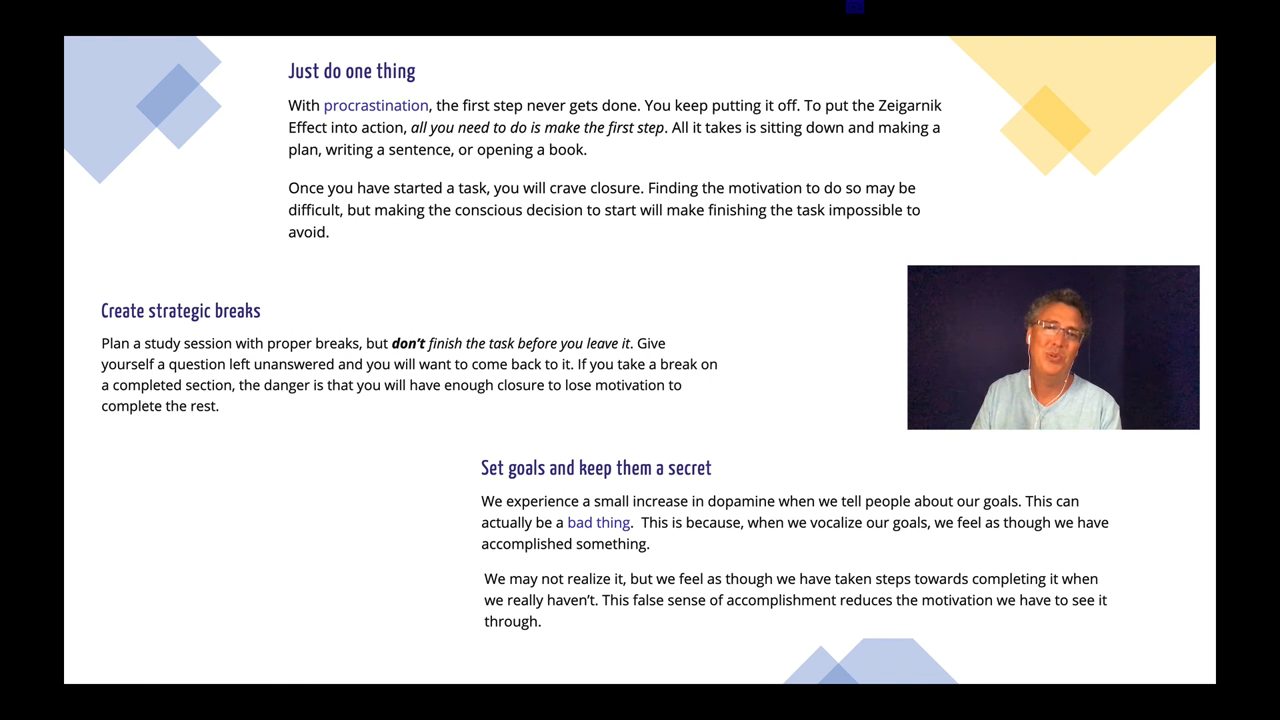 Just do one thing
With procrastination, the first step never gets done. You keep putting it off. To put the Zeigarnik
Effect into action, all you need to do is make the first step. All it takes is sitting down and making a
plan, writing a sentence, or opening a book.
Once you have started a task, you will crave closure. Finding the motivation to do so may be
difficult, but making the conscious decision to start will make finishing the task impossible to
avoid.
Create strategic breaks
Plan a study session with proper breaks, but don't finish the task before you leave it. Give
yourself a question left unanswered and you will want to come back to it. If you take a break on
a completed section, the danger is that you will have enough closure to lose motivation to
complete the rest.
Set goals and keep them a secret
We experience a small increase in dopamine when we tell people about our goals. This can
actually be a bad thing.  This is because, when we vocalize our goals, we feel as though we have
accomplished something.
We may not realize it, but we feel as though we have taken steps towards completing it when
we really haven't. This false sense of accomplishment reduces the motivation we have to see it
through.